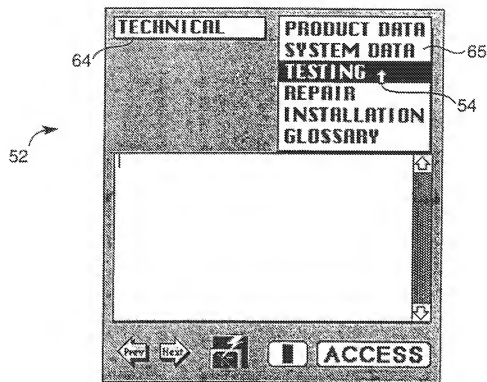 TECHNICAL
PRODUCT DATA
SYSTEM DATA
TESTING
REPAIR
INSTALLATION
GLOSSARY
64
65
54
52
Prev Next ACCESS